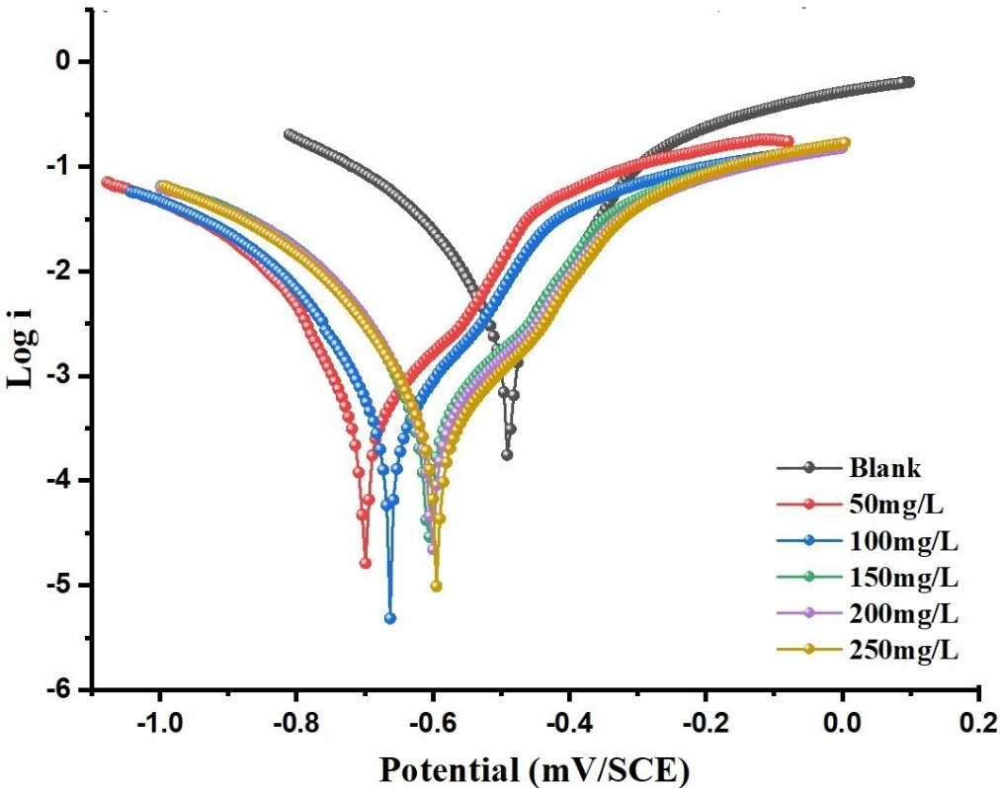 0
-1
-2
-3
-4
-5
-6
Log i
-1.0 -0.8 -0.6 -0.4 -0.2 0.0 0.2
Potential (mV/SCE)
Blank
50mg/L
100mg/L
150mg/L
200mg/L
250mg/L